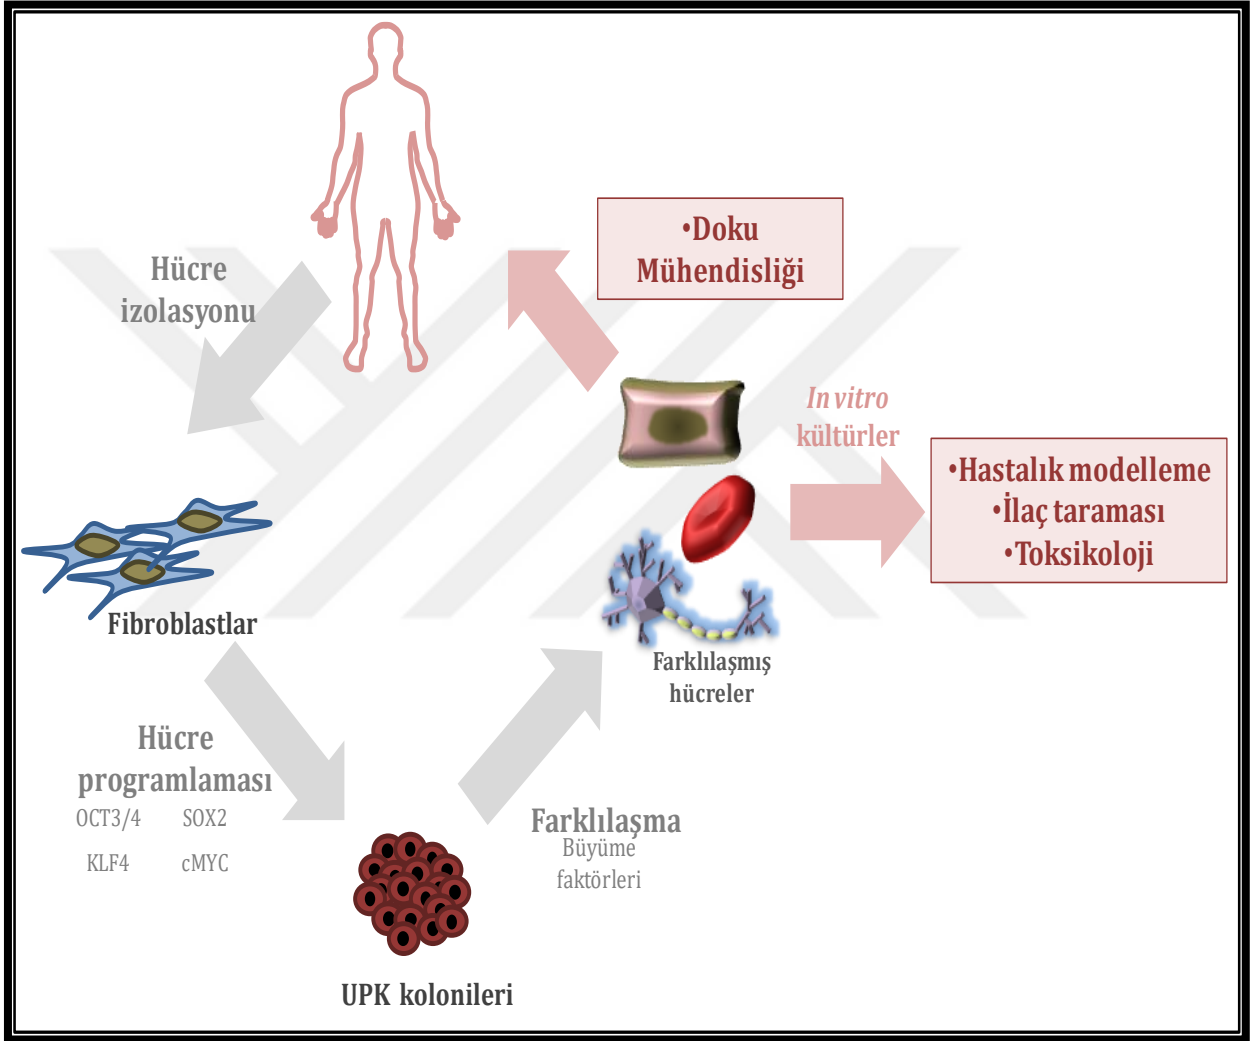 •Doku
Mühendisliği
Hücre
izolasyonu
In vitro
kültürler
•Hastalık modelleme
•İlaç taraması
•Toksikoloji
Fibroblastlar
Farklılaşmış
hücreler
Hücre
programlaması
OCT3/4 SOX2
KLF4 cMYC
Farklılaşma
Büyüme
faktörleri
UPK kolonileri